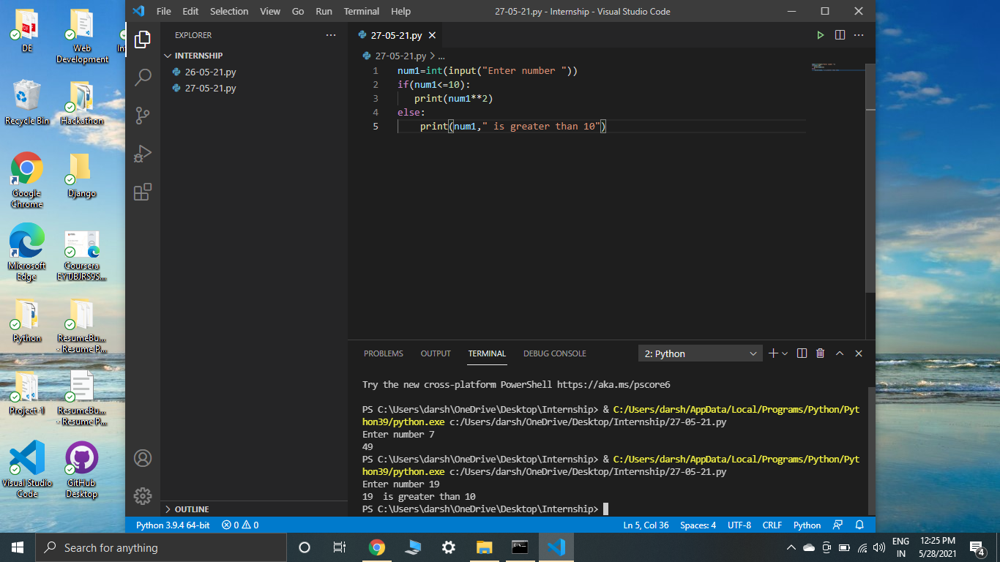 File Edit Selection View Go Run Terminal Help
27-05-21.py - Internship - Visual Studio Code
DE
Web
Development
Int
Recycle Bin
Hackathon
Google
Chrome
Django
Microsoft
Edge
Coursera
EYTJBJRS9S...
Python
ResumeBu...
- Resume P...
Project-1
ResumeBu...
- Resume P...
Visual Studio
Code
GitHub
Desktop
EXPLORER
INTERNSHIP
26-05-21.py
27-05-21.py
OUTLINE
27-05-21.py
27-05-21.py > ...
1 num1=int(input("Enter number "))
2 if(num1<=10):
3 print(num1**2)
4 else:
5 print(num1," is greater than 10")
PROBLEMS OUTPUT TERMINAL DEBUG CONSOLE
2: Python
Try the new cross-platform PowerShell https://aka.ms/pscore6
PS C:\Users\darsh\OneDrive\Desktop\Internship> & C:/Users/darsh/AppData/Local/Programs/Python/Pyt
hon39/python.exe c:/Users/darsh/OneDrive/Desktop/Internship/27-05-21.py
Enter number 7
49
PS C:\Users\darsh\OneDrive\Desktop\Internship> & C:/Users/darsh/AppData/Local/Programs/Python/Pyt
hon39/python.exe c:/Users/darsh/OneDrive/Desktop/Internship/27-05-21.py
Enter number 19
19  is greater than 10
PS C:\Users\darsh\OneDrive\Desktop\Internship>
Python 3.9.4 64-bit 0 0
Ln 5, Col 36 Spaces: 4 UTF-8 CRLF Python
Search for anything
ENG
IN
12:25 PM
5/28/2021
4